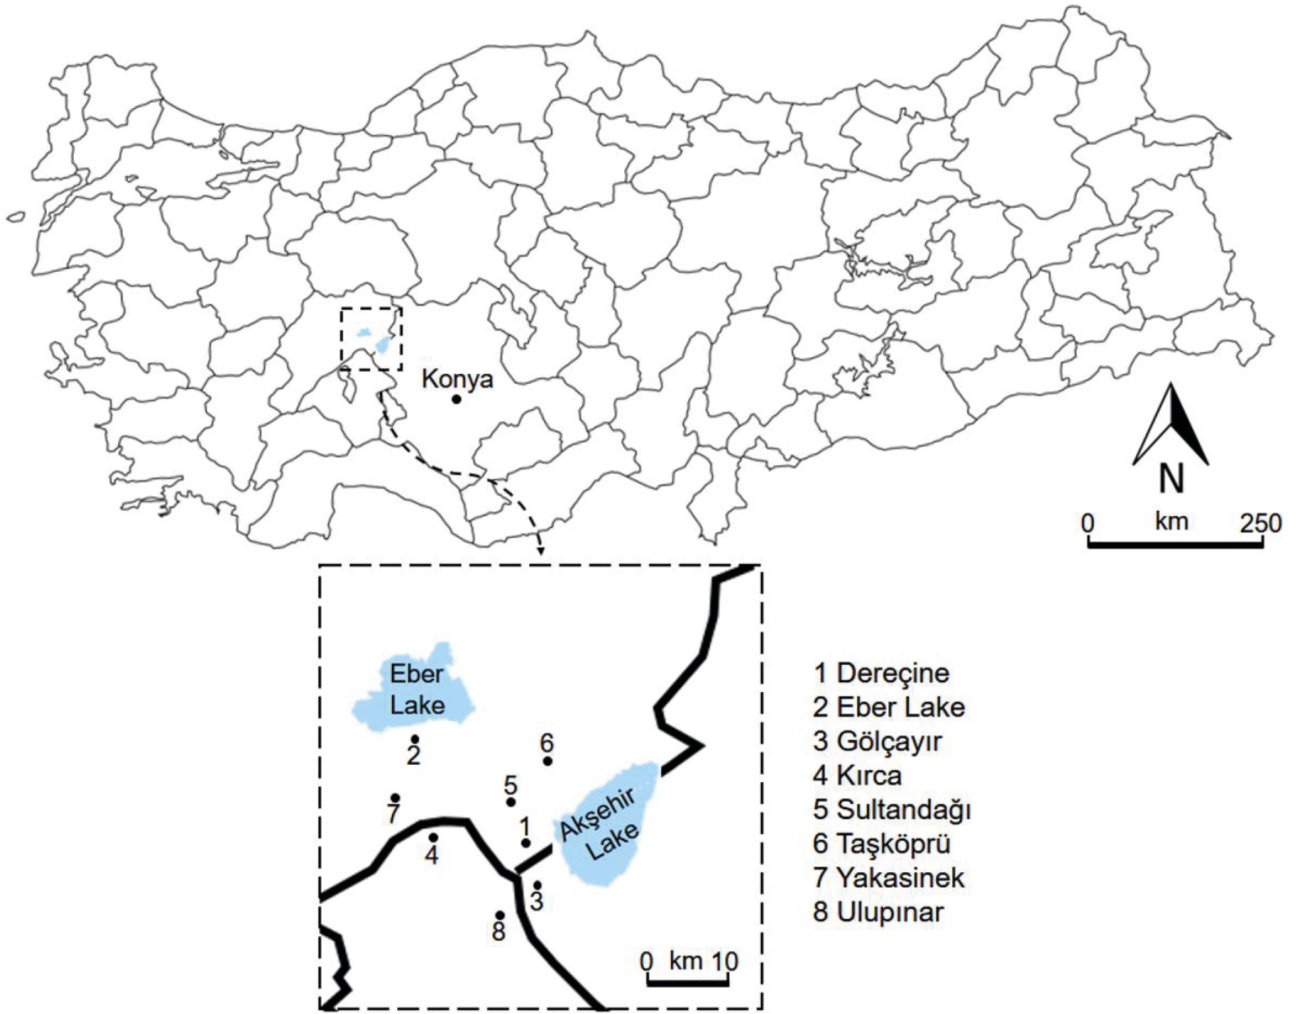 Konya
N
0 km 250
Eber
Lake
2
6
5
7
1
4
Akşehir
Lake
3
8
0 km 10
1 Dereçine
2 Eber Lake
3 Gölçayır
4 Kırca
5 Sultandağı
6 Taşköprü
7 Yakasinek
8 Ulupınar